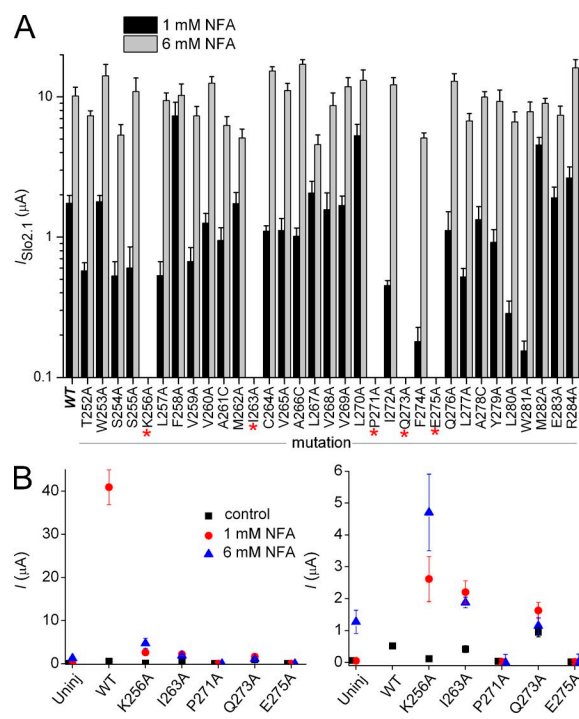 A
1 mM NFA
6 mM NFA
10
1
0.1
I Slo2.1 (μA)
WT
T252A
W253A
S254A
S255A
K256A
L257A
F258A
V259A
V260A
A261C
M262A
I263A
C264A
V265A
A266C
L267A
V268A
V269A
L270A
P271A
I272A
Q273A
F274A
E275A
Q276A
L277A
A278C
Y279A
L280A
W281A
M282A
E283A
R284A
* * * * *
mutation
B
control
1 mM NFA
6 mM NFA
I (μA)
40
20
0
Uninj
WT
K256A
I263A
P271A
Q273A
E275A
I (μA)
6
5
4
3
2
1
0
Uninj
WT
K256A
I263A
P271A
Q273A
E275A